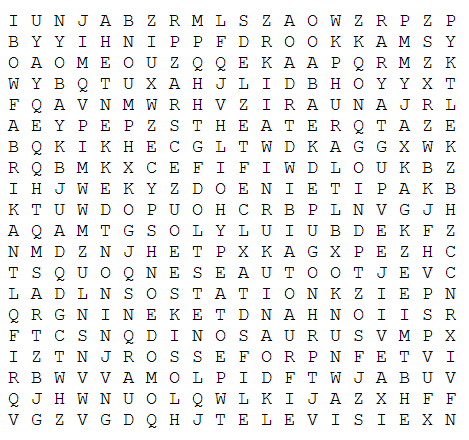 I U N J A B Z R M L S Z A O W Z R P Z P
B Y Y I H N I P P F D R O O K K A M S Y
O A O M E O U Z Q Q E K A A P Q R M Z K
W Y B Q T U X A H J L I D B H O Y Y X T
F Q A V N M W R H V Z I R A U N A J R L
A E Y P E P Z S T H E A T E R Q T A Z E
B Q K I K H E C G L T W D K A G G X W K
R Q B M K X C E F I F I W D L O U K B Z
I H J W E K Y Z D O E N I E T I P A K B
K T U W D O P U O H C R B P L N V G J H
A Q A M T G S O L Y L U I U B D E K F Z
N M D Z N J H E T P X K A G X P E Z H C
T S Q U O Q N E S E A U T O O T J E V C
L A D L N S O S T A T I O N K Z I E P N
Q R G N I N E K E T D N A H N O I I S R
F T C S N Q D I N O S A U R U S V M P X
I Z T N J R O S S E F O R P N F E T V I
R B W V V A M O L P I D F T W J A B U V
Q J H W N U O L Q W L K I J A Z X H F F
V G Z V G D Q H J T E L E V I S I E X N